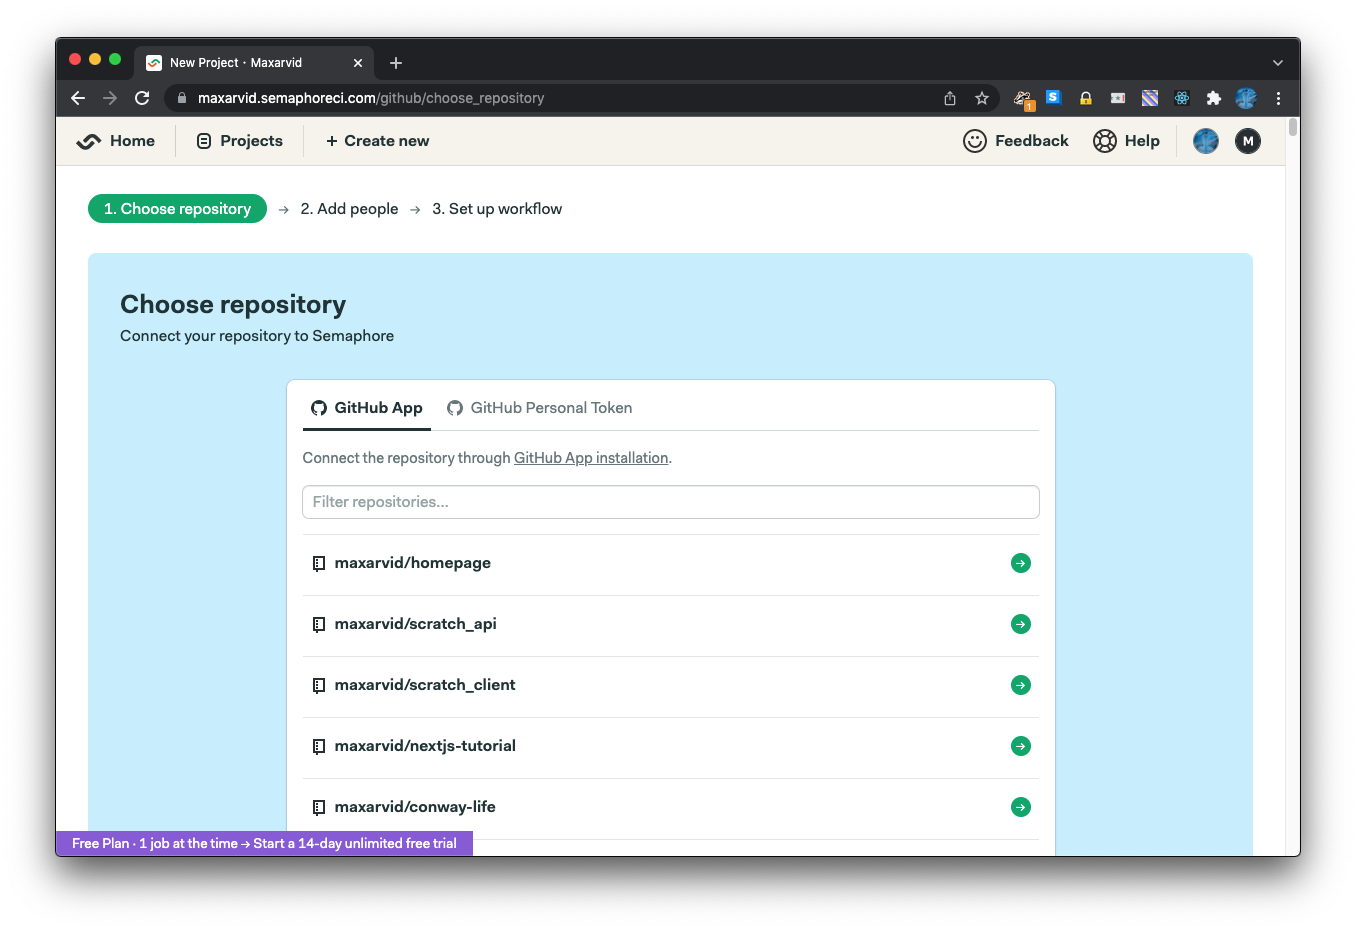 New Project · Maxarvid
maxarvid.semaphoreci.com/github/choose_repository
S
1
Home
Projects
+ Create new
Feedback
Help
M
1. Choose repository → 2. Add people → 3. Set up workflow
Choose repository
Connect your repository to Semaphore
GitHub App
GitHub Personal Token
Connect the repository through GitHub App installation.
Filter repositories...
maxarvid/homepage
maxarvid/scratch_api
maxarvid/scratch_client
maxarvid/nextjs-tutorial
maxarvid/conway-life
Free Plan · 1 job at the time → Start a 14-day unlimited free trial